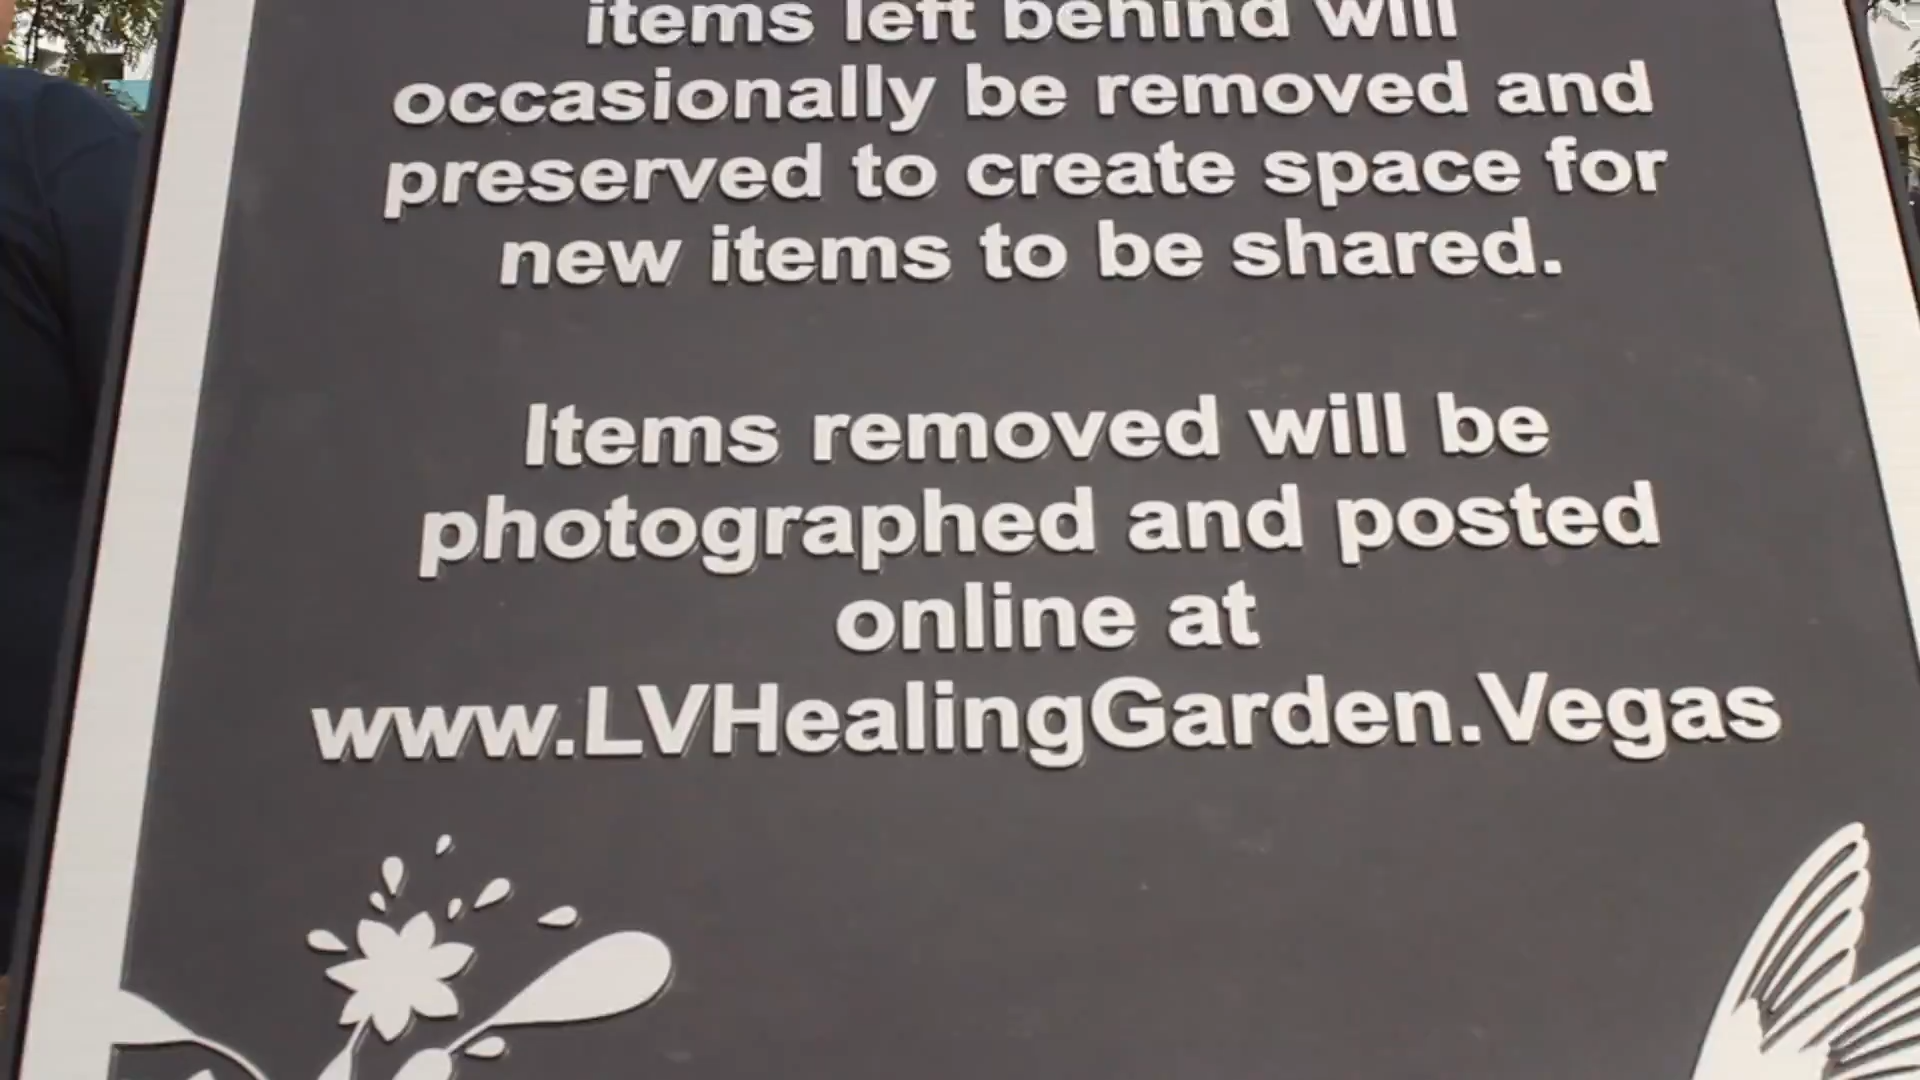 items left behind will
occasionally be removed and
preserved to create space for
new items to be shared.
Items removed will be
photographed and posted
online at
www.LVHealingGarden.Vegas